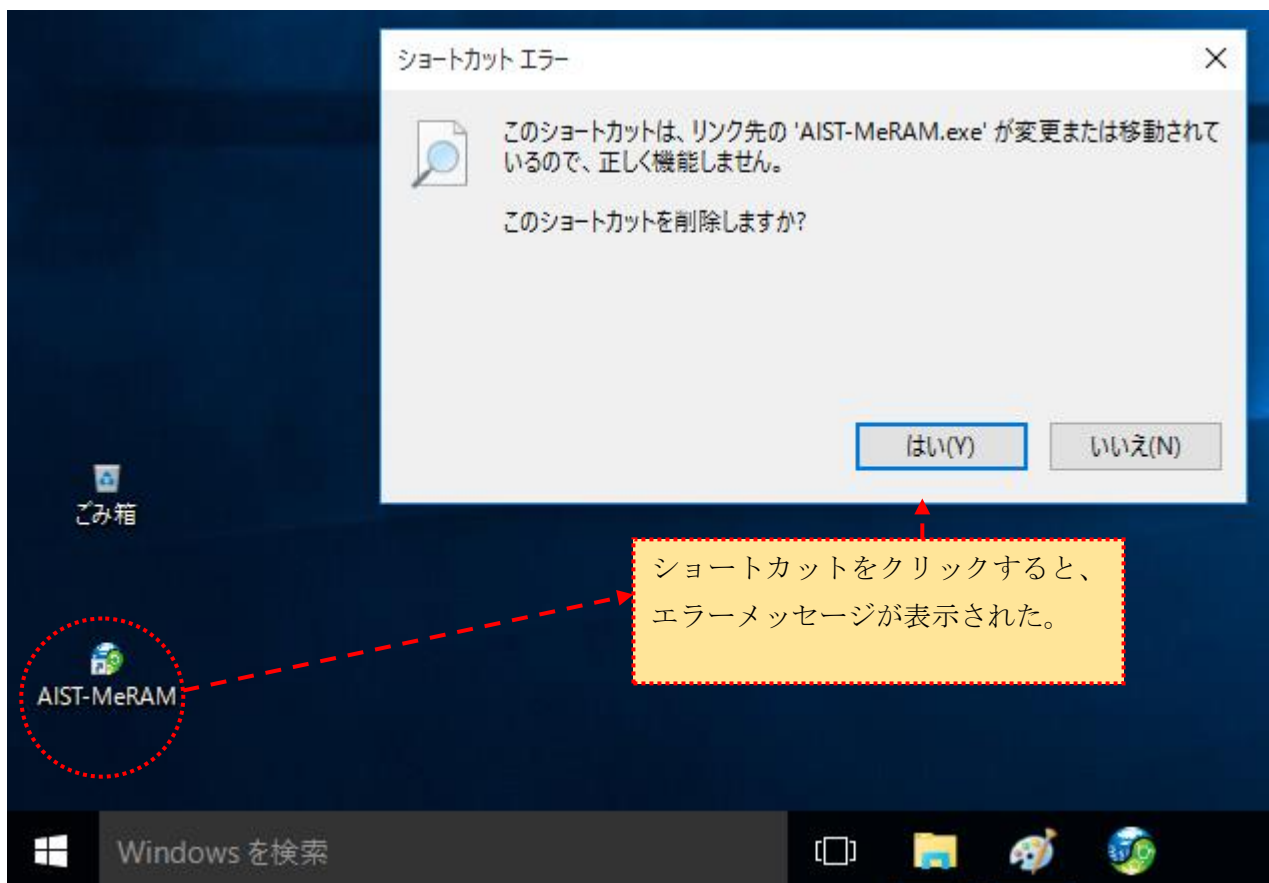 ショートカット エラー
このショートカットは、リンク先の 'AIST-MeRAM.exe' が変更または移動されて
いるので、正しく機能しません。
このショートカットを削除しますか?
はい(Y)
いいえ(N)
ごみ箱
ショートカットをクリックすると、
エラーメッセージが表示された。
AIST-MeRAM
Windows を検索